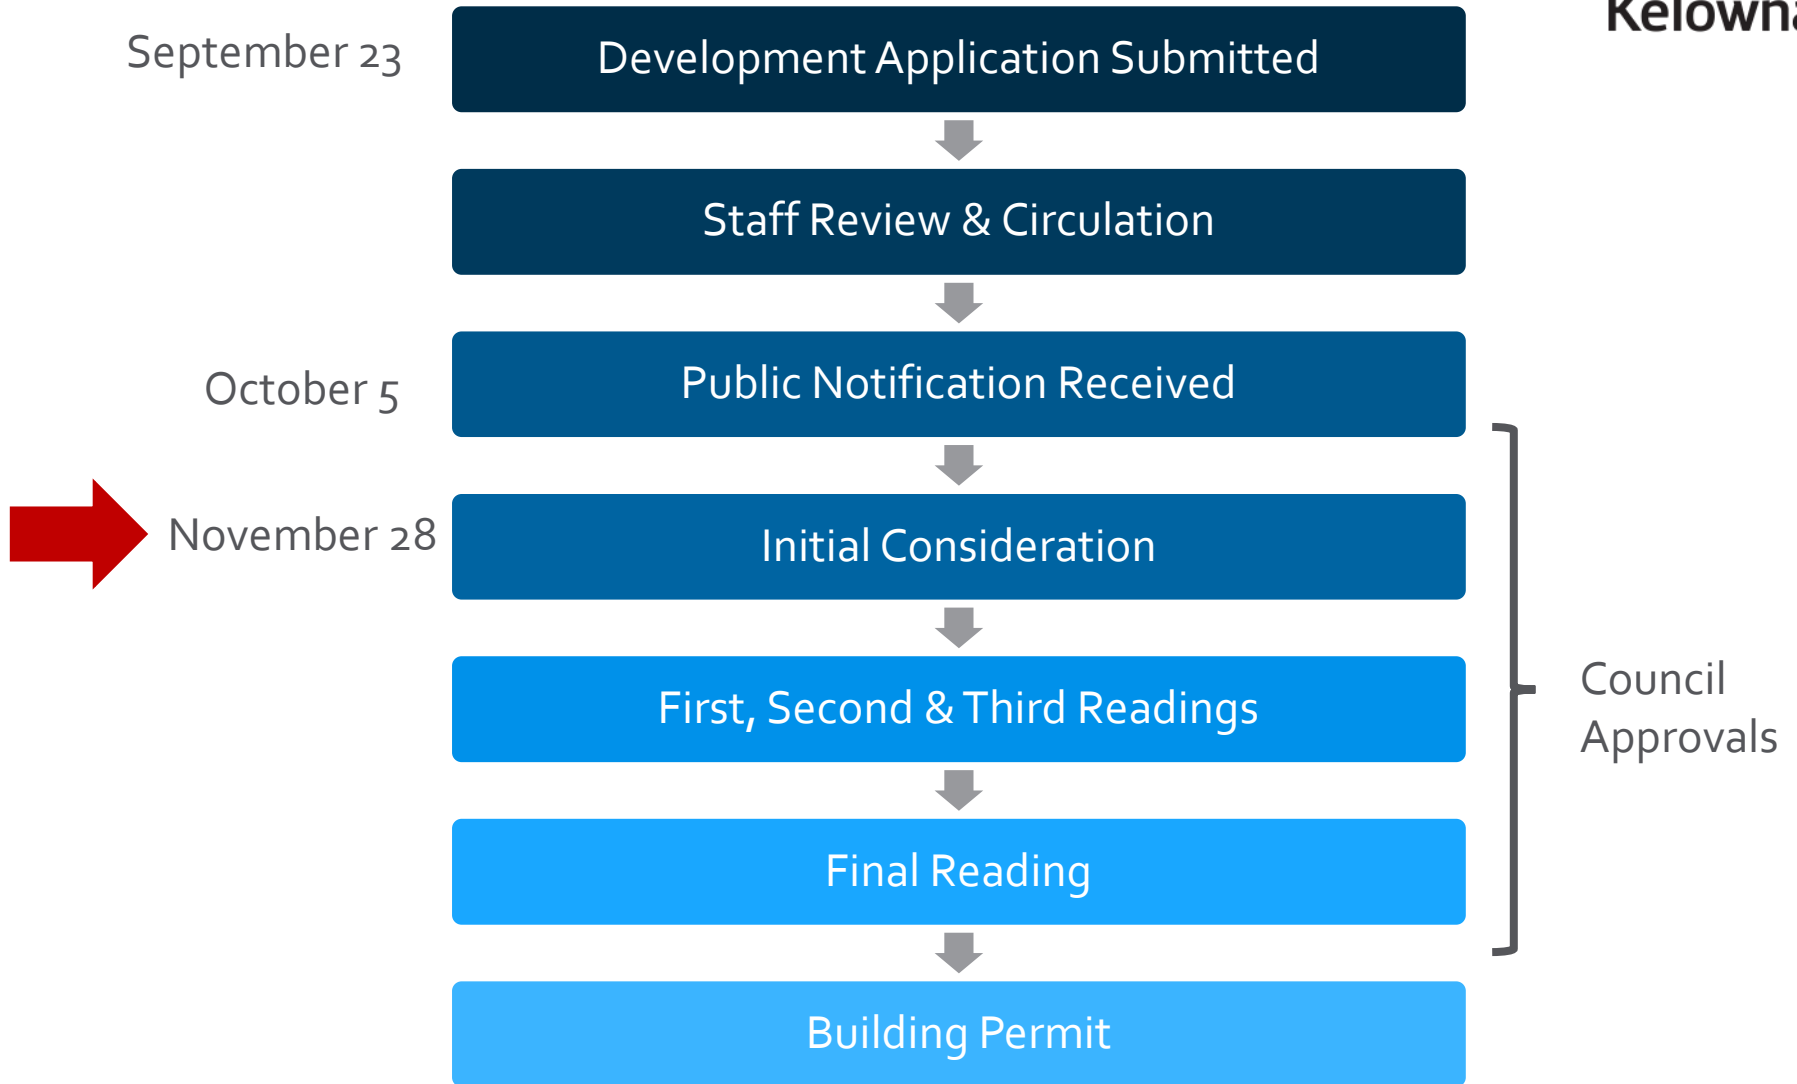 Kelowna
September 23
Development Application Submitted
Staff Review & Circulation
October 5
Public Notification Received
November 28
Initial Consideration
First, Second & Third Readings
Council
Approvals
Final Reading
Building Permit